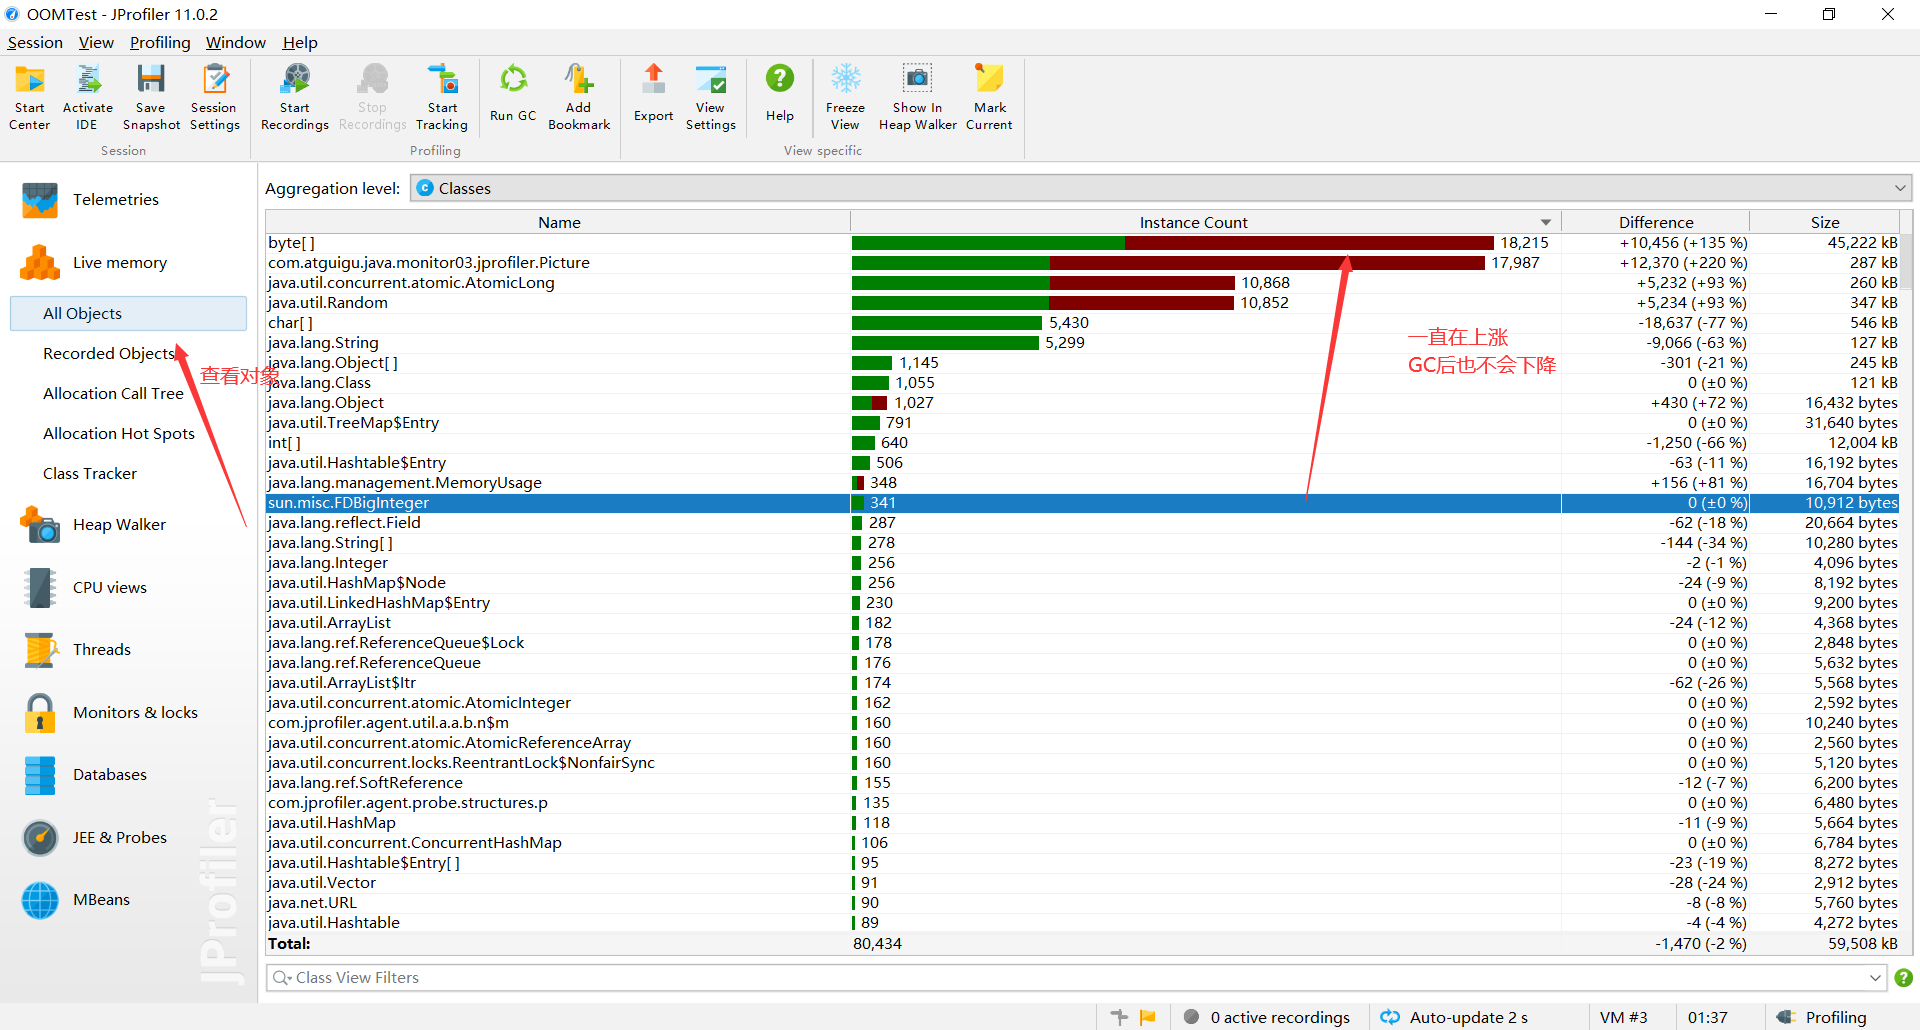 OOMTest - JProfiler 11.0.2
Session View Profiling Window Help
Start Center
Activate IDE
Save Snapshot
Session Settings
Start Recordings
Stop Recordings
Start Tracking
Run GC
Add Bookmark
Export
View Settings
Help
Freeze View
Show In Heap Walker
Mark Current
Session
Profiling
View specific
Telemetries
Live memory
All Objects
Recorded Objects
查看对象
Allocation Call Tree
Allocation Hot Spots
Class Tracker
Heap Walker
CPU views
Threads
Monitors & locks
Databases
JEE & Probes
MBeans
JProfiler
Aggregation level: Classes
Name Instance Count Difference Size
byte[ ] 18,215 +10,456 (+135 %) 45,222 kB
com.atguigu.java.monitor03.jprofiler.Picture 17,987 +12,370 (+220 %) 287 kB
java.util.concurrent.atomic.AtomicLong 10,868 +5,232 (+93 %) 260 kB
java.util.Random 10,852 +5,234 (+93 %) 347 kB
char[ ] 5,430 -18,637 (-77 %) 546 kB
java.lang.String 5,299 -9,066 (-63 %) 127 kB
java.lang.Object[ ] 1,145 -301 (-21 %) 245 kB
java.lang.Class 1,055 0 (±0 %) 121 kB
java.lang.Object 1,027 +430 (+72 %) 16,432 bytes
java.util.TreeMap$Entry 791 0 (±0 %) 31,640 bytes
int[ ] 640 -1,250 (-66 %) 12,004 kB
java.util.Hashtable$Entry 506 -63 (-11 %) 16,192 bytes
java.lang.management.MemoryUsage 348 +156 (+81 %) 16,704 bytes
sun.misc.FDBigInteger 341 0 (±0 %) 10,912 bytes
java.lang.reflect.Field 287 -62 (-18 %) 20,664 bytes
java.lang.String[ ] 278 -144 (-34 %) 10,280 bytes
java.lang.Integer 256 -2 (-1 %) 4,096 bytes
java.util.HashMap$Node 256 -24 (-9 %) 8,192 bytes
java.util.LinkedHashMap$Entry 230 0 (±0 %) 9,200 bytes
java.util.ArrayList 182 -24 (-12 %) 4,368 bytes
java.lang.ref.ReferenceQueue$Lock 178 0 (±0 %) 2,848 bytes
java.lang.ref.ReferenceQueue 176 0 (±0 %) 5,632 bytes
java.util.ArrayList$Itr 174 -62 (-26 %) 5,568 bytes
java.util.concurrent.atomic.AtomicInteger 162 0 (±0 %) 2,592 bytes
com.jprofiler.agent.util.a.a.b.n$m 160 0 (±0 %) 10,240 bytes
java.util.concurrent.atomic.AtomicReferenceArray 160 0 (±0 %) 2,560 bytes
java.util.concurrent.locks.ReentrantLock$NonfairSync 160 0 (±0 %) 5,120 bytes
java.lang.ref.SoftReference 155 -12 (-7 %) 6,200 bytes
com.jprofiler.agent.probe.structures.p 135 0 (±0 %) 6,480 bytes
java.util.HashMap 118 -11 (-9 %) 5,664 bytes
java.util.concurrent.ConcurrentHashMap 106 0 (±0 %) 6,784 bytes
java.util.Hashtable$Entry[ ] 95 -23 (-19 %) 8,272 bytes
java.util.Vector 91 -28 (-24 %) 2,912 bytes
java.net.URL 90 -8 (-8 %) 5,760 bytes
java.util.Hashtable 89 -4 (-4 %) 4,272 bytes
Total: 80,434 -1,470 (-2 %) 59,508 kB
一直在上涨
GC后也不会下降
Class View Filters
0 active recordings Auto-update 2 s VM #3 01:37 Profiling